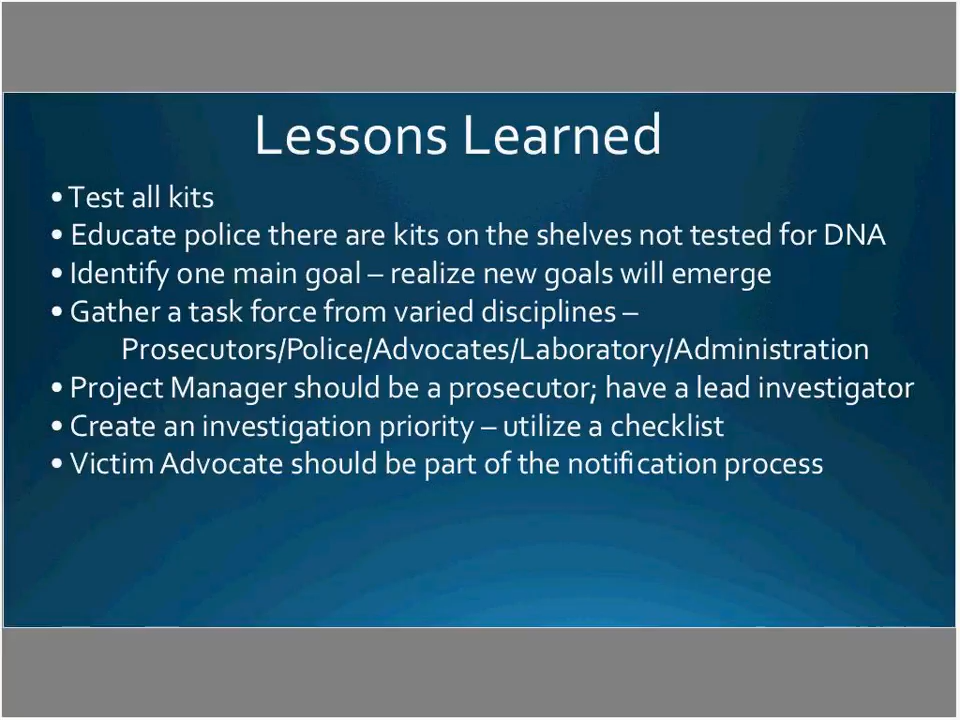 Lessons Learned
• Test all kits
• Educate police there are kits on the shelves not tested for DNA
• Identify one main goal – realize new goals will emerge
• Gather a task force from varied disciplines –
Prosecutors/Police/Advocates/Laboratory/Administration
• Project Manager should be a prosecutor; have a lead investigator
• Create an investigation priority – utilize a checklist
• Victim Advocate should be part of the notification process